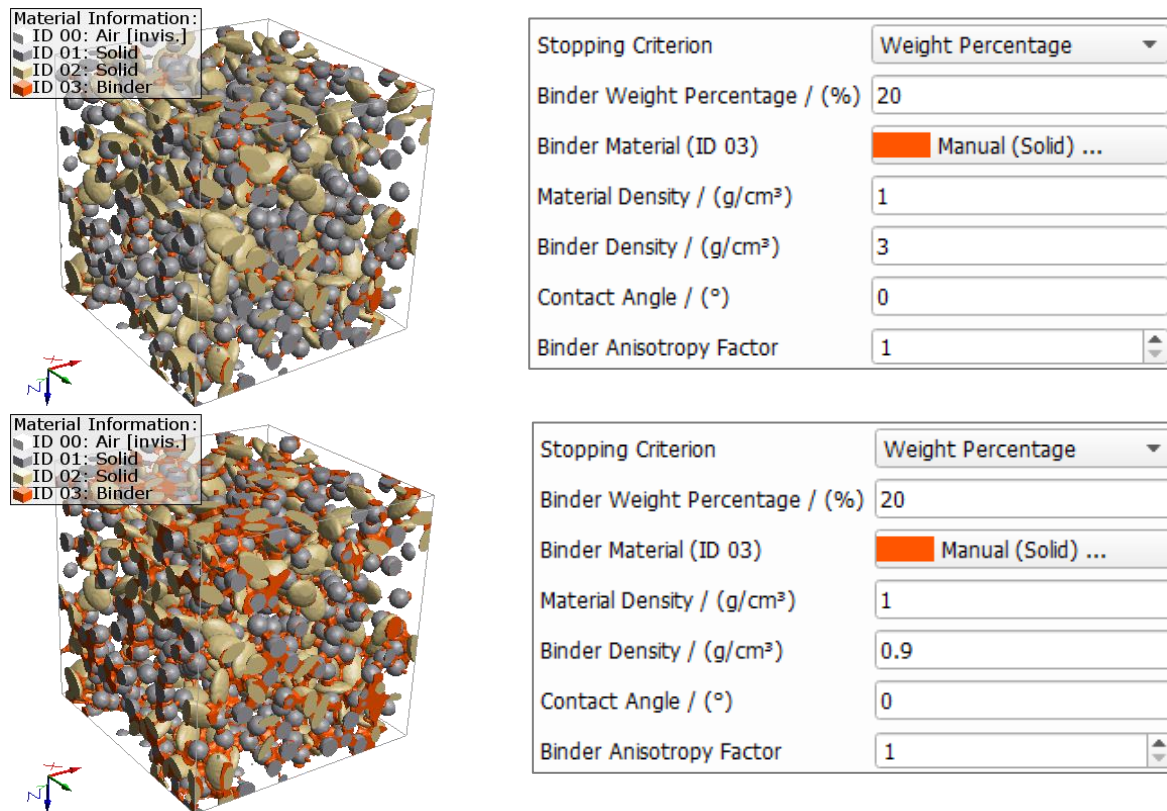 Material Information:
ID 00: Air [invis.]
ID 01: Solid
ID 02: Solid
ID 03: Binder
X
Z
Stopping Criterion Weight Percentage
Binder Weight Percentage / (%) 20
Binder Material (ID 03) Manual (Solid) ...
Material Density / (g/cm³) 1
Binder Density / (g/cm³) 3
Contact Angle / (°) 0
Binder Anisotropy Factor 1
Material Information:
ID 00: Air [invis.]
ID 01: Solid
ID 02: Solid
ID 03: Binder
X
Z
Stopping Criterion Weight Percentage
Binder Weight Percentage / (%) 20
Binder Material (ID 03) Manual (Solid) ...
Material Density / (g/cm³) 1
Binder Density / (g/cm³) 0.9
Contact Angle / (°) 0
Binder Anisotropy Factor 1